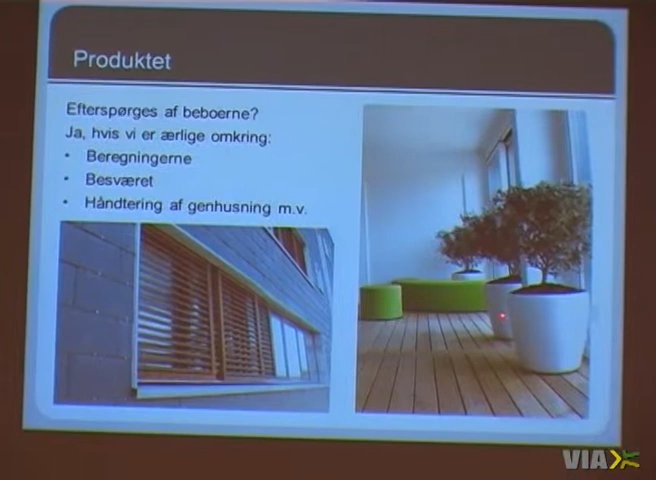 Produktet
Efterspørges af beboerne?
Ja, hvis vi er ærlige omkring:
• Beregningerne
• Besværet
• Håndtering af genhusning m.v.
VIA